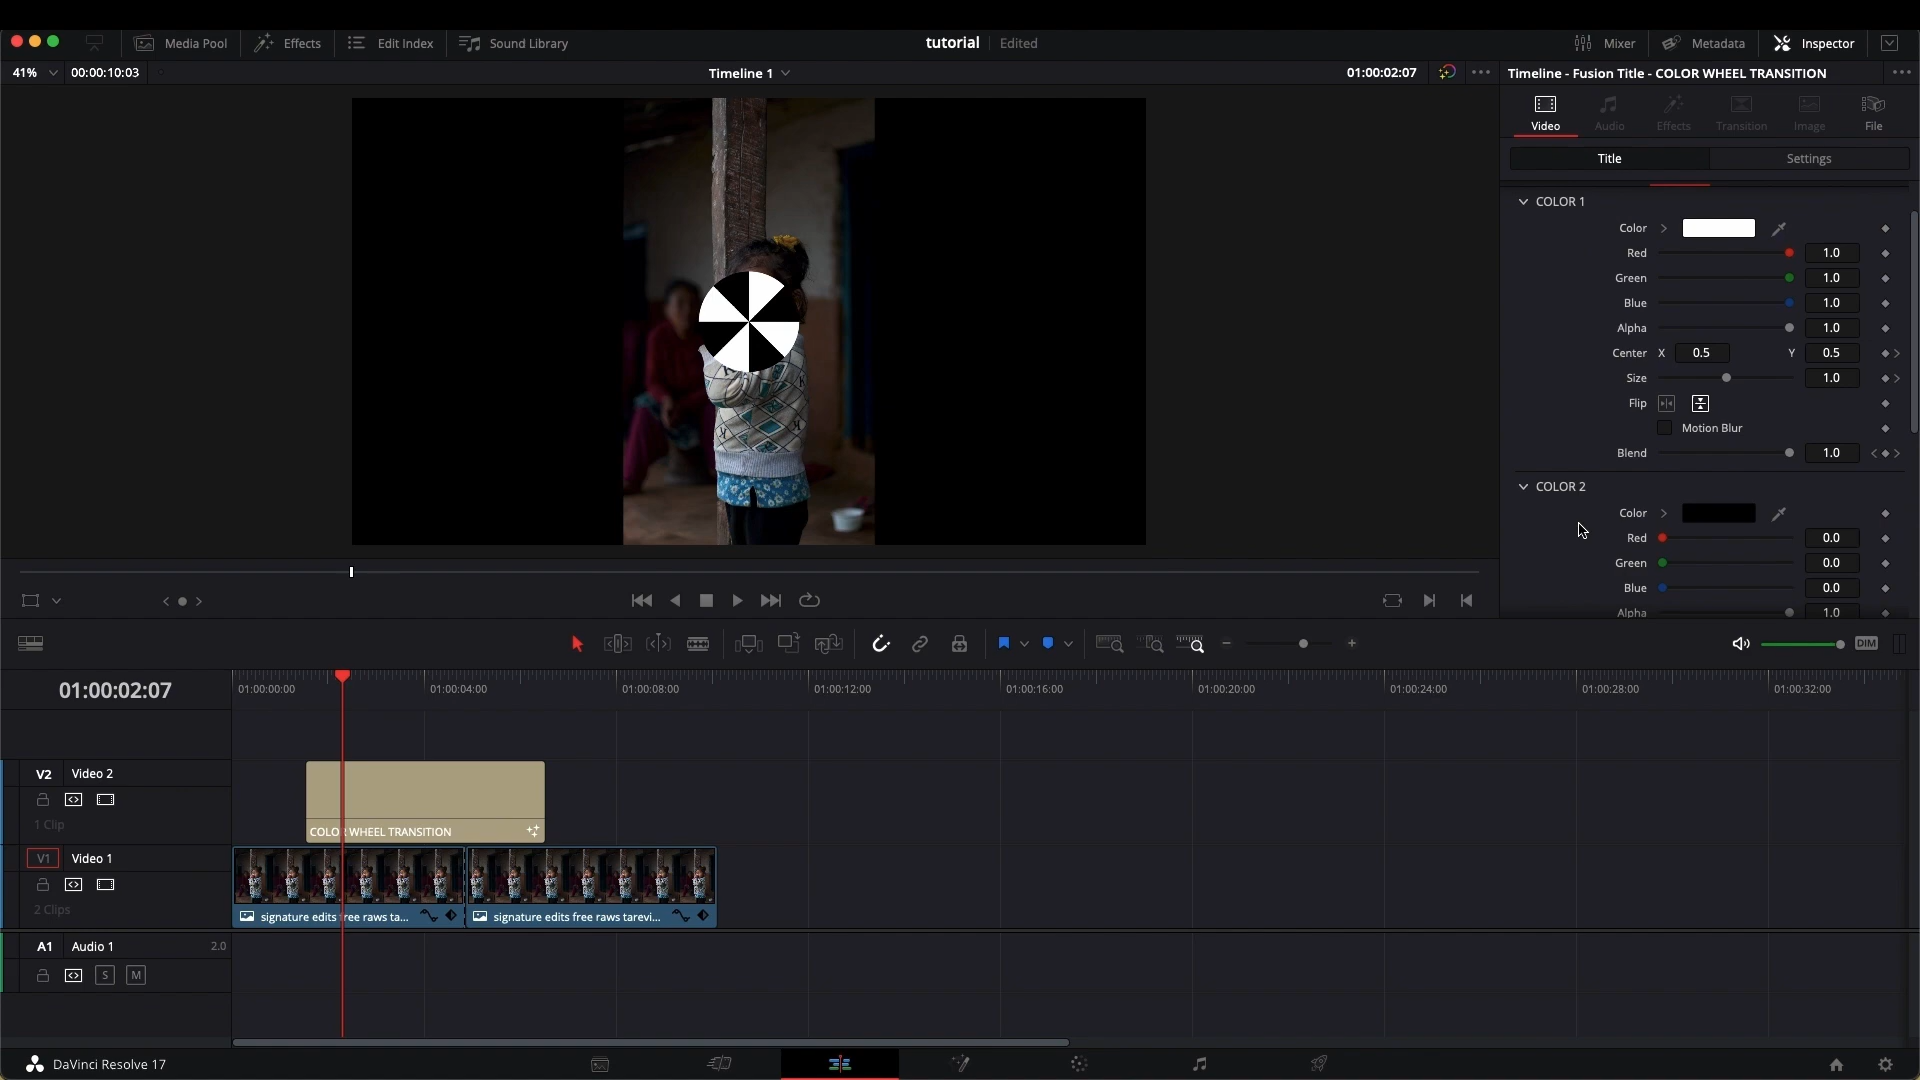 Media Pool Effects Edit Index Sound Library tutorial Edited Mixer Metadata Inspector
41% 00:00:10:03 Timeline 1 01:00:02:07 Timeline - Fusion Title - COLOR WHEEL TRANSITION
Video Audio Effects Transition Image File
Title Settings
COLOR 1
Color
Red 1.0
Green 1.0
Blue 1.0
Alpha 1.0
Center X 0.5 Y 0.5
Size 1.0
Flip
Motion Blur
Blend 1.0
COLOR 2
Color
Red 0.0
Green 0.0
Blue 0.0
Alpha 1.0
DIM
01:00:02:07 01:00:00:00 01:00:04:00 01:00:08:00 01:00:12:00 01:00:16:00 01:00:20:00 01:00:24:00 01:00:28:00 01:00:32:00
V2 Video 2
1 Clip
COLOR WHEEL TRANSITION
V1 Video 1
2 Clips
signature edits free raws ta... signature edits free raws tarevi...
A1 Audio 1 2.0
S M
DaVinci Resolve 17